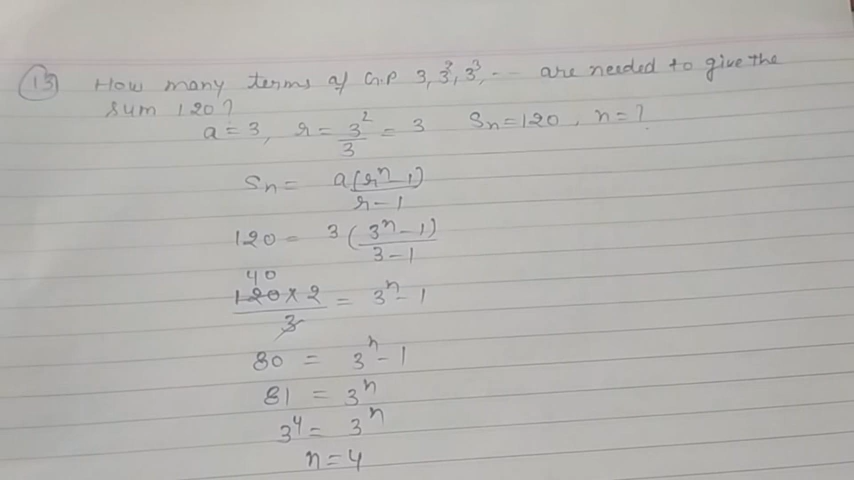 (13) How many terms of G.P 3, 3², 3³, --- are needed to give the
sum 120?
a = 3, r = 3²/3 = 3 Sn = 120, n = ?
Sn = a(rⁿ - 1)/r - 1
120 = 3 (3ⁿ - 1)/3 - 1
40
120 × 2/3 = 3ⁿ - 1
80 = 3ⁿ - 1
81 = 3ⁿ
3⁴ = 3ⁿ
n = 4